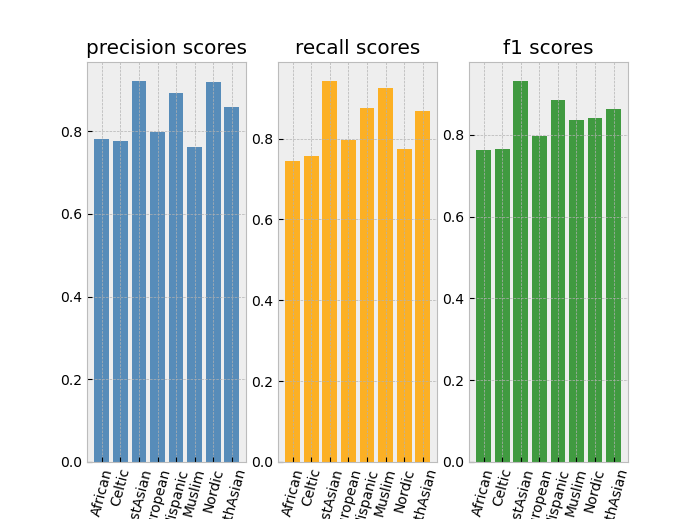 precision scores
recall scores
f1 scores
0.8
0.6
0.4
0.2
0.0
African
Celtic
stAsian
ropean
ispanic
Muslim
Nordic
thAsian
0.8
0.6
0.4
0.2
0.0
African
Celtic
stAsian
ropean
ispanic
Muslim
Nordic
thAsian
0.8
0.6
0.4
0.2
0.0
African
Celtic
stAsian
ropean
ispanic
Muslim
Nordic
thAsian